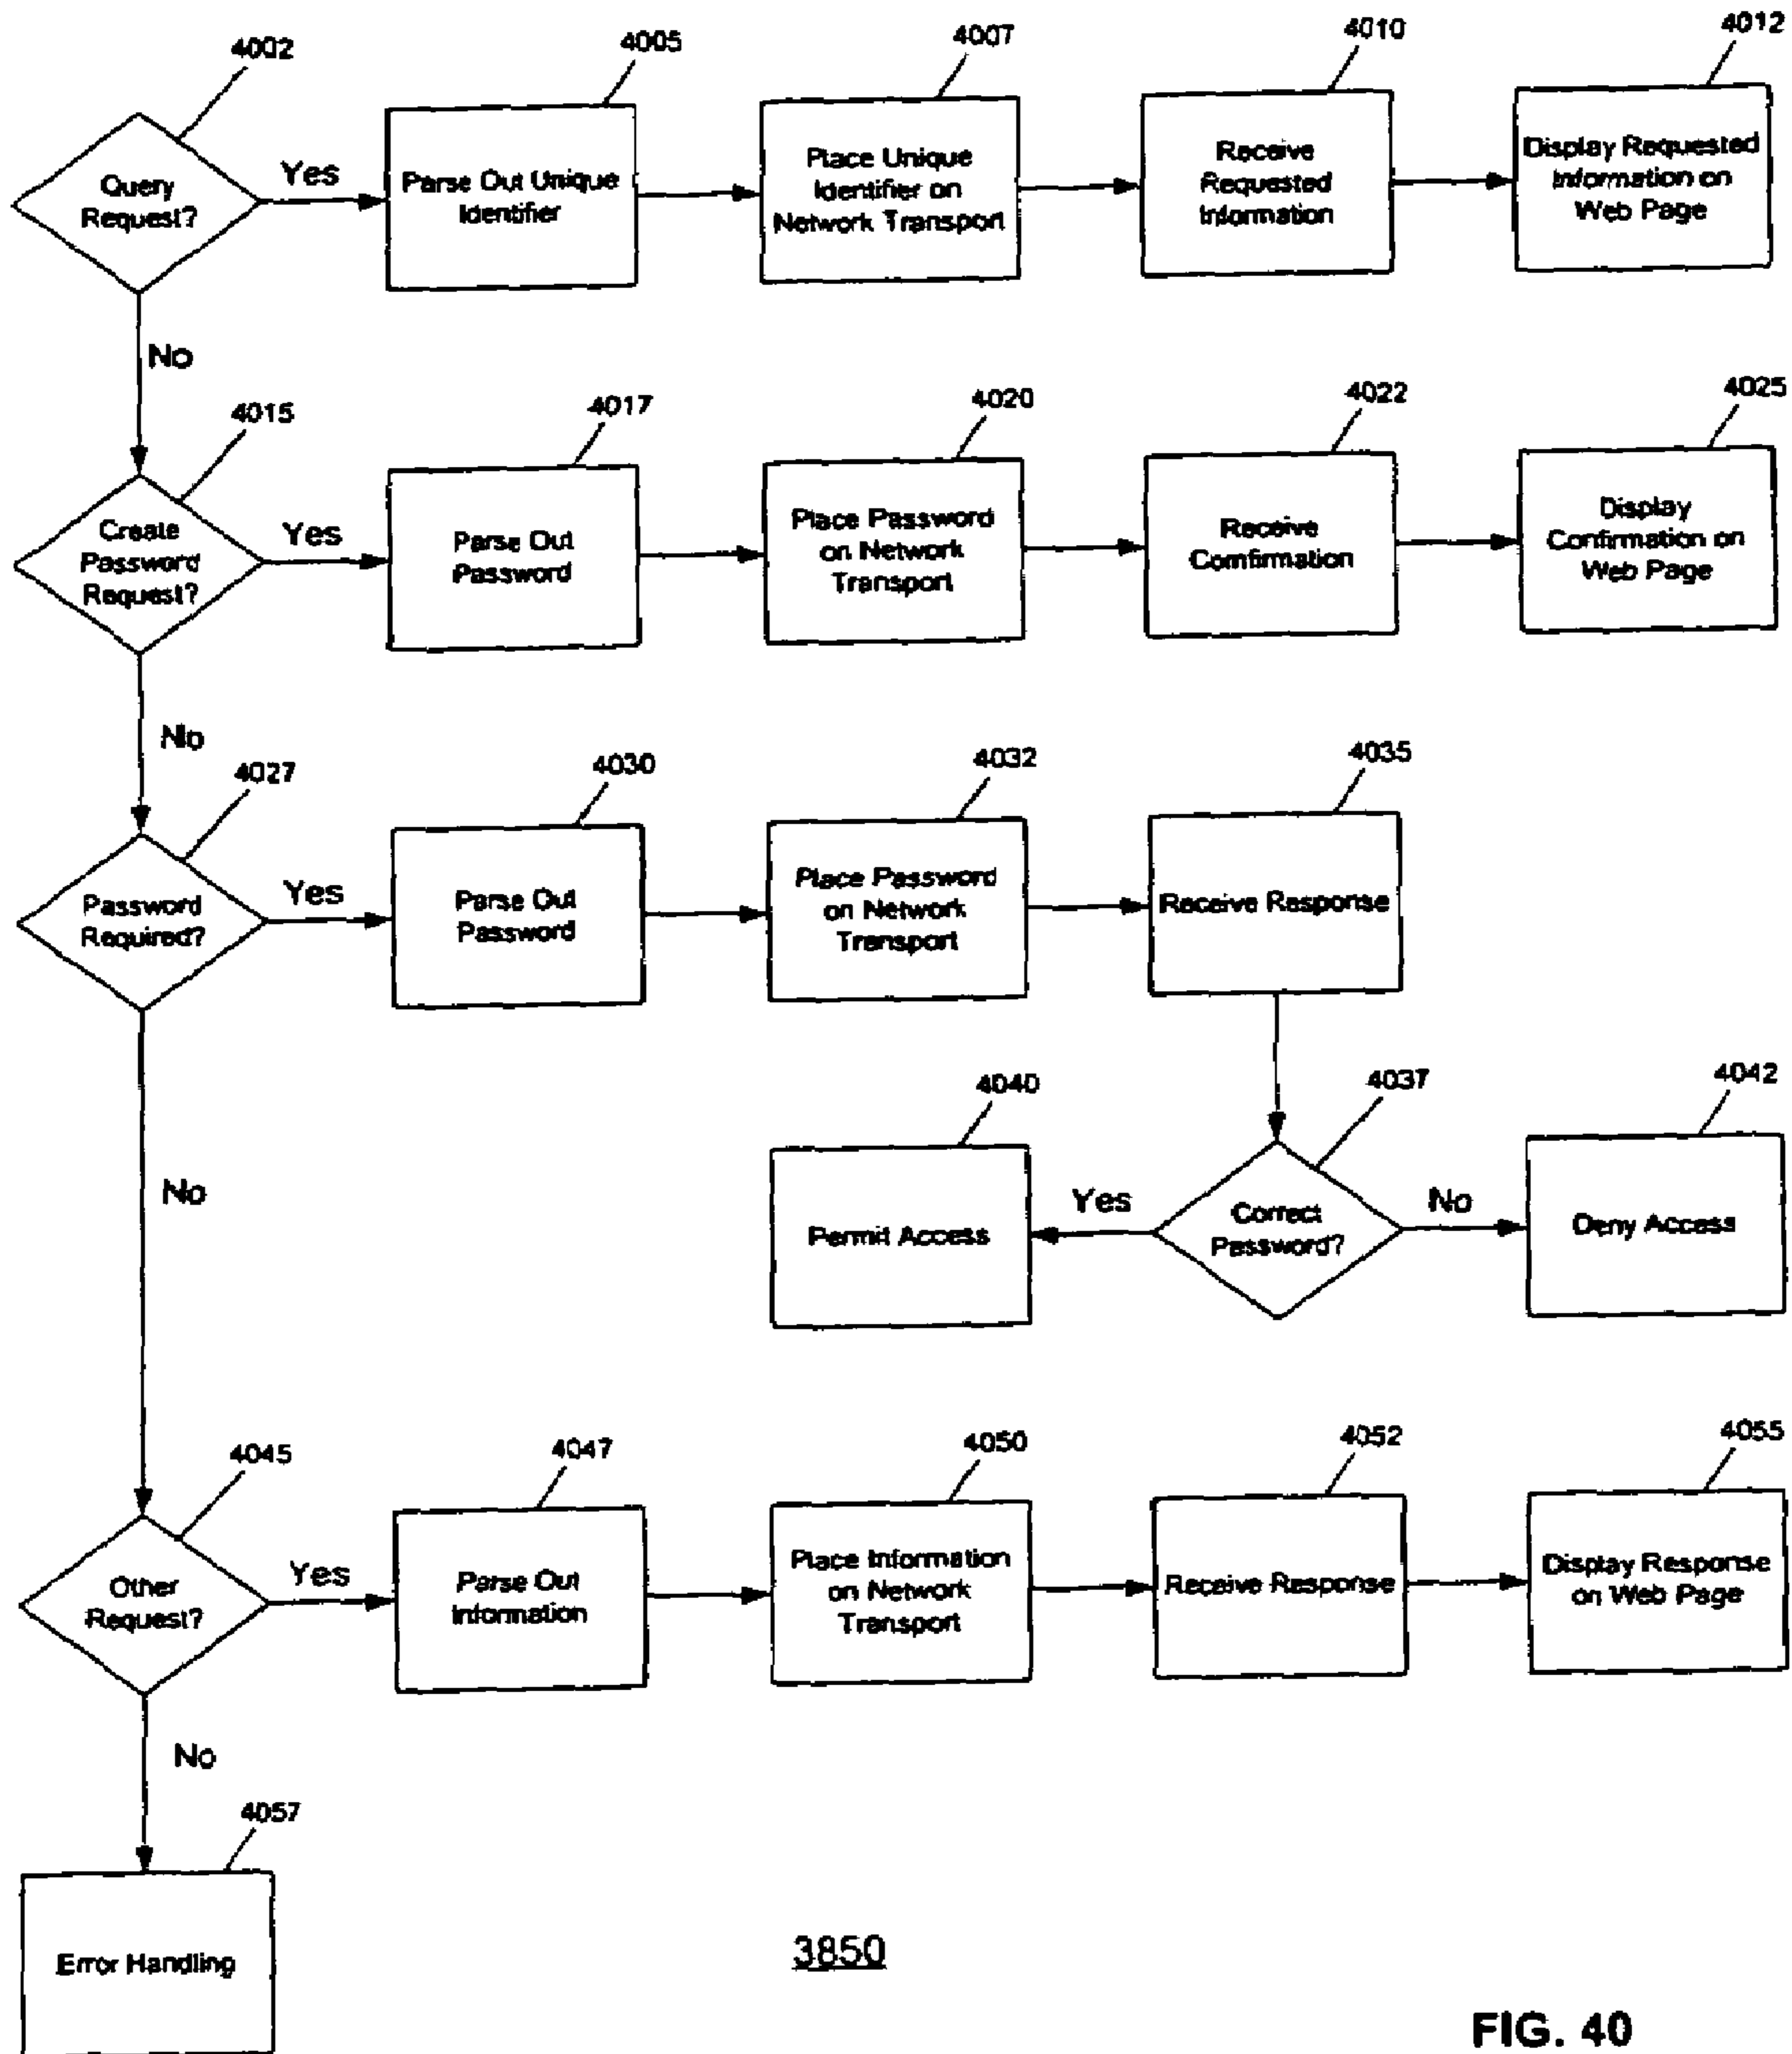 4002
4005
4007
4010
4012
Query
Request?
Yes
Parse Out Unique
Identifier
Place Unique
Identifier on
Network Transport
Receive
Requested
Information
Display Requested
Information on
Web Page
No
4015
4017
4020
4022
4025
Create
Password
Request?
Yes
Parse Out
Password
Place Password
on Network
Transport
Receive
Comfirmation
Display
Confirmation on
Web Page
No
4027
4030
4032
4035
Password
Required?
Yes
Parse Out
Password
Place Password
on Network
Transport
Receive Response
No
4040
4037
4042
Permit Access
Yes
Correct
Password?
No
Deny Access
4045
4047
4050
4052
4055
Other
Request?
Yes
Parse Out
Information
Place Information
on Network
Transport
Receive Response
Display Response
on Web Page
No
4057
Error Handling
3850
FIG. 40